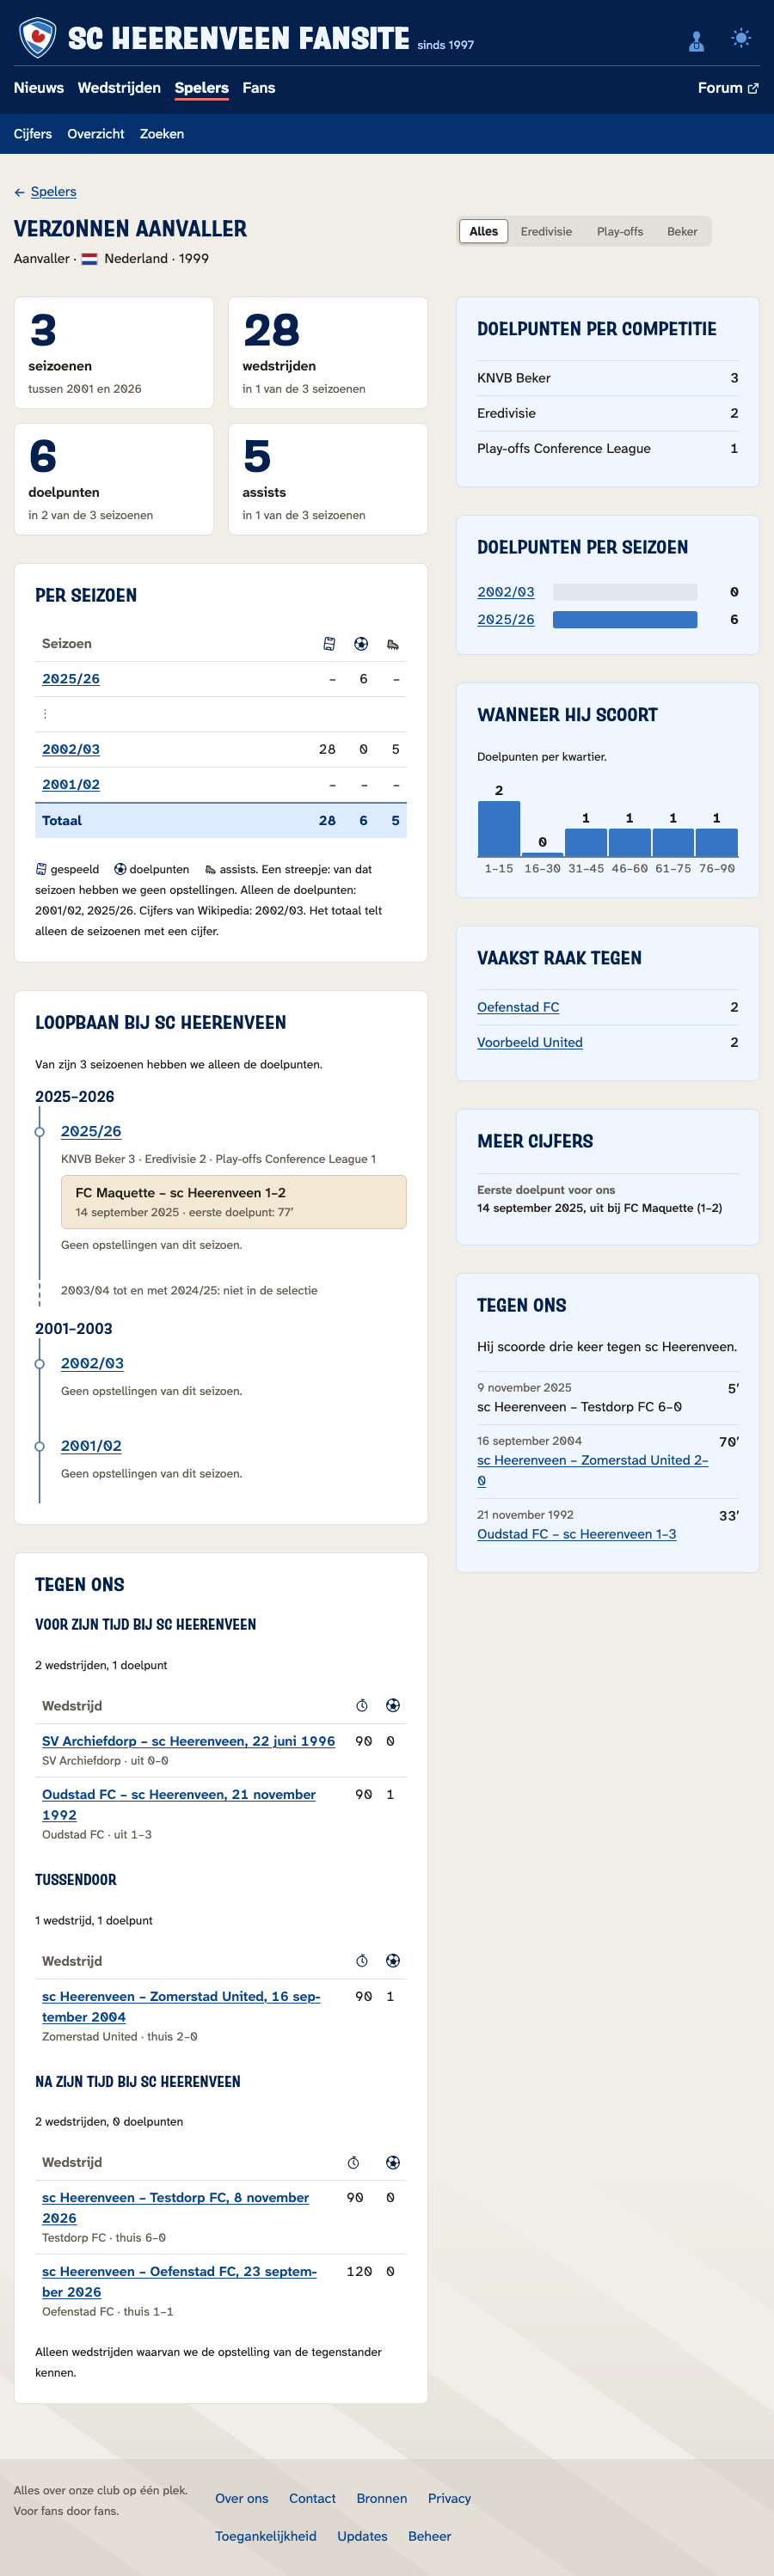 SC HEERENVEEN FANSITE sinds 1997
Nieuws Wedstrijden Spelers Fans Forum
Cijfers Overzicht Zoeken
← Spelers
VERZONNEN AANVALLER
Aanvaller · Nederland · 1999
Alles Eredivisie Play-offs Beker
3
seizoenen
tussen 2001 en 2026
28
wedstrijden
in 1 van de 3 seizoenen
6
doelpunten
in 2 van de 3 seizoenen
5
assists
in 1 van de 3 seizoenen
PER SEIZOEN
Seizoen
2025/26 – 6 –
⋮
2002/03 28 0 5
2001/02 – – –
Totaal 28 6 5
gespeeld doelpunten assists. Een streepje: van dat
seizoen hebben we geen opstellingen. Alleen de doelpunten:
2001/02, 2025/26. Cijfers van Wikipedia: 2002/03. Het totaal telt
alleen de seizoenen met een cijfer.
LOOPBAAN BIJ SC HEERENVEEN
Van zijn 3 seizoenen hebben we alleen de doelpunten.
2025–2026
2025/26
KNVB Beker 3 · Eredivisie 2 · Play-offs Conference League 1
FC Maquette – sc Heerenveen 1–2
14 september 2025 · eerste doelpunt: 77′
Geen opstellingen van dit seizoen.
2003/04 tot en met 2024/25: niet in de selectie
2001–2003
2002/03
Geen opstellingen van dit seizoen.
2001/02
Geen opstellingen van dit seizoen.
TEGEN ONS
VOOR ZIJN TIJD BIJ SC HEERENVEEN
2 wedstrijden, 1 doelpunt
Wedstrijd
SV Archiefdorp – sc Heerenveen, 22 juni 1996 90 0
SV Archiefdorp · uit 0–0
Oudstad FC – sc Heerenveen, 21 november 90 1
1992
Oudstad FC · uit 1–3
TUSSENDOOR
1 wedstrijd, 1 doelpunt
Wedstrijd
sc Heerenveen – Zomerstad United, 16 sep- 90 1
tember 2004
Zomerstad United · thuis 2–0
NA ZIJN TIJD BIJ SC HEERENVEEN
2 wedstrijden, 0 doelpunten
Wedstrijd
sc Heerenveen – Testdorp FC, 8 november 90 0
2026
Testdorp FC · thuis 6–0
sc Heerenveen – Oefenstad FC, 23 septem- 120 0
ber 2026
Oefenstad FC · thuis 1–1
Alleen wedstrijden waarvan we de opstelling van de tegenstander
kennen.
DOELPUNTEN PER COMPETITIE
KNVB Beker 3
Eredivisie 2
Play-offs Conference League 1
DOELPUNTEN PER SEIZOEN
2002/03 0
2025/26 6
WANNEER HIJ SCOORT
Doelpunten per kwartier.
2 0 1 1 1 1
1–15 16–30 31–45 46–60 61–75 76–90
VAAKST RAAK TEGEN
Oefenstad FC 2
Voorbeeld United 2
MEER CIJFERS
Eerste doelpunt voor ons
14 september 2025, uit bij FC Maquette (1–2)
TEGEN ONS
Hij scoorde drie keer tegen sc Heerenveen.
9 november 2025 5′
sc Heerenveen – Testdorp FC 6–0
16 september 2004 70′
sc Heerenveen – Zomerstad United 2–
0
21 november 1992 33′
Oudstad FC – sc Heerenveen 1–3
Alles over onze club op één plek.
Voor fans door fans.
Over ons Contact Bronnen Privacy
Toegankelijkheid Updates Beheer